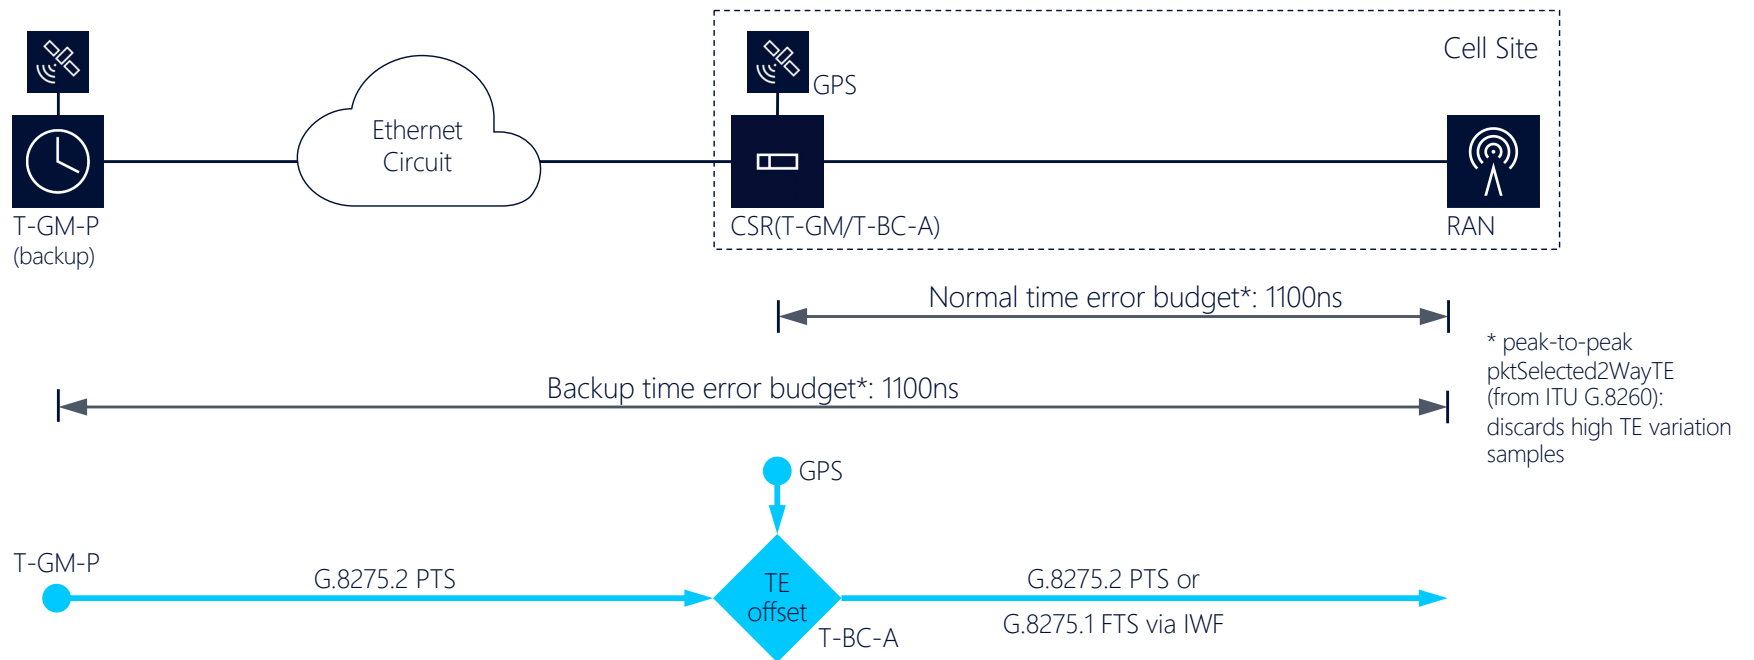 Cell Site
GPS
Ethernet
Circuit
T-GM-P
(backup)
CSR(T-GM/T-BC-A)
RAN
Normal time error budget*: 1100ns
* peak-to-peak
pktSelected2WayTE
(from ITU G.8260):
discards high TE variation
samples
Backup time error budget*: 1100ns
GPS
T-GM-P
G.8275.2 PTS
TE
offset
T-BC-A
G.8275.2 PTS or
G.8275.1 FTS via IWF